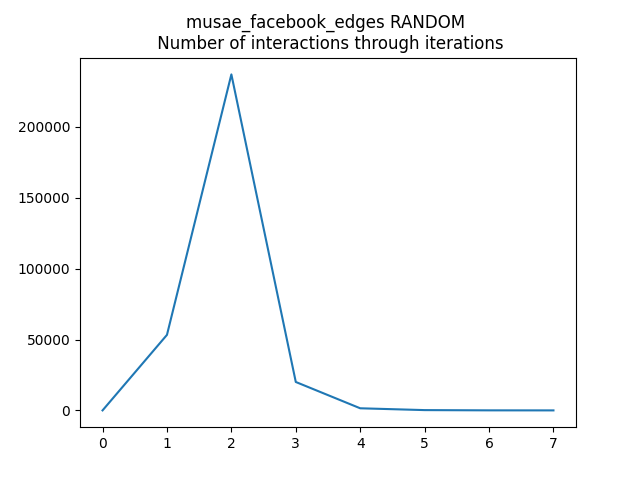 musae_facebook_edges RANDOM
Number of interactions through iterations
200000
150000
100000
50000
0
0 1 2 3 4 5 6 7